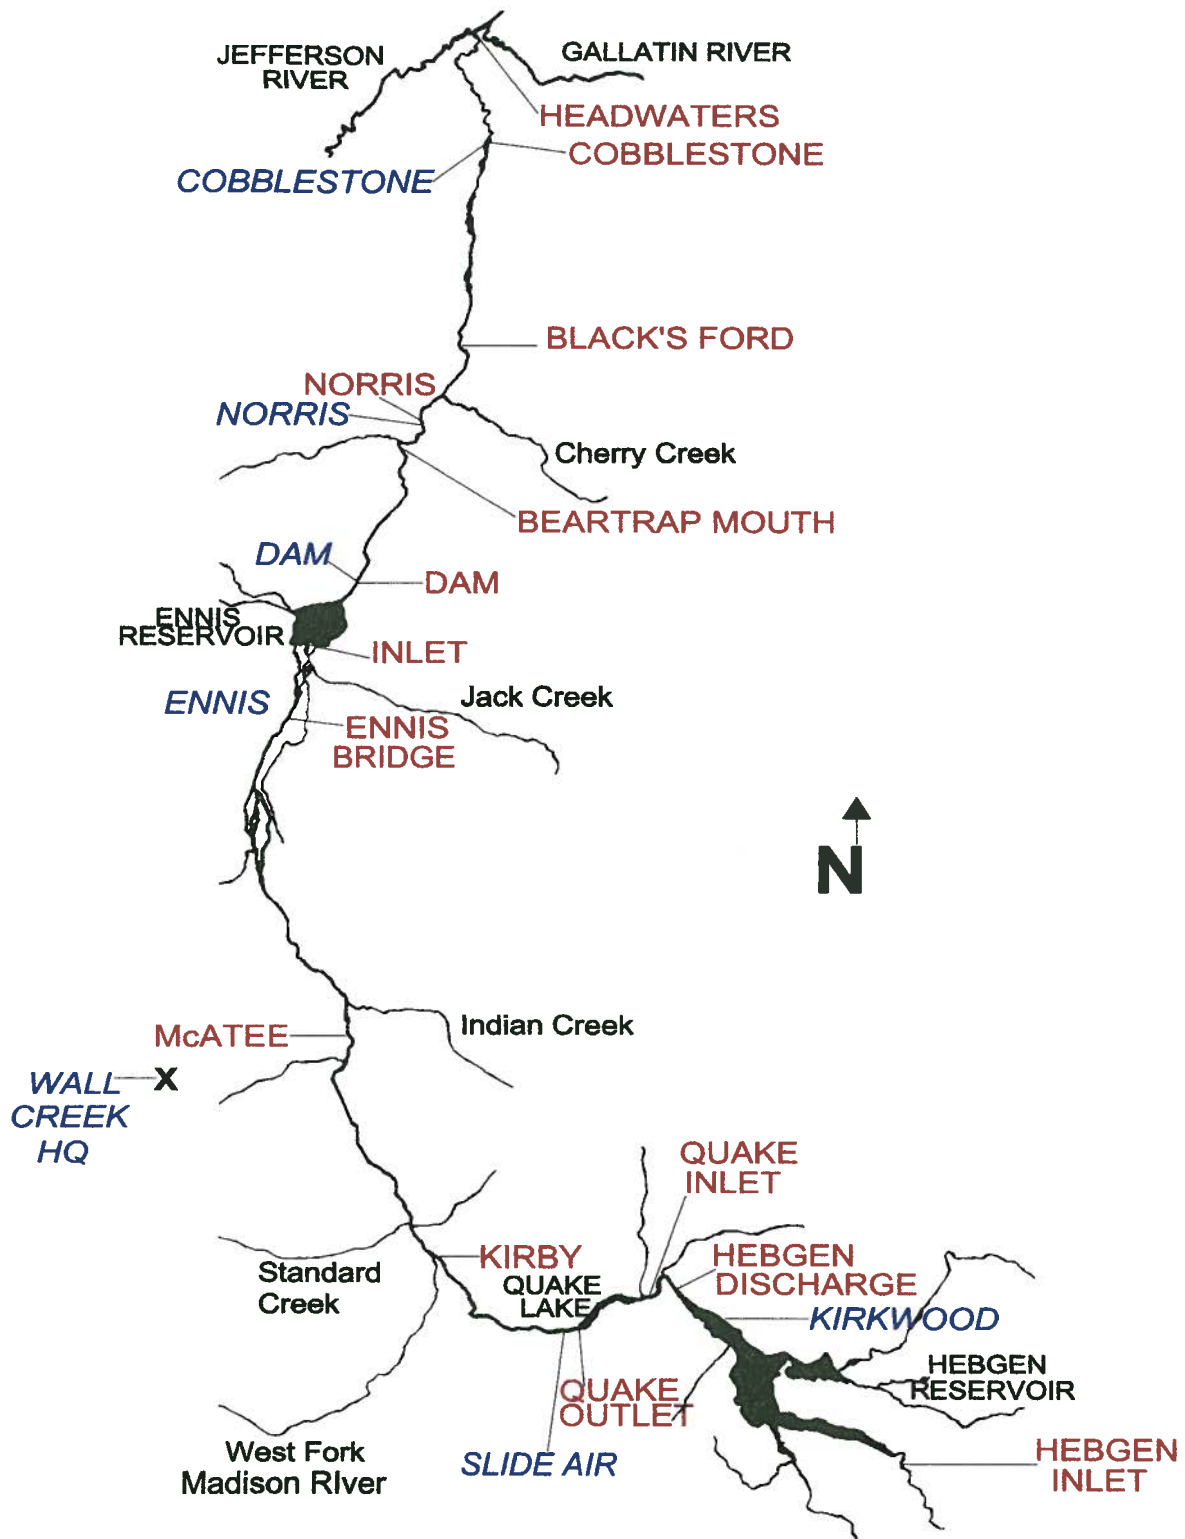 JEFFERSON
RIVER
GALLATIN RIVER
HEADWATERS
COBBLESTONE
COBBLESTONE
BLACK'S FORD
NORRIS
NORRIS
Cherry Creek
BEARTRAP MOUTH
DAM
DAM
ENNIS
RESERVOIR
INLET
ENNIS
Jack Creek
ENNIS
BRIDGE
N
McATEE
Indian Creek
WALL
CREEK
HQ
X
QUAKE
INLET
KIRBY
HEBGEN
DISCHARGE
Standard
Creek
QUAKE
LAKE
KIRKWOOD
HEBGEN
RESERVOIR
QUAKE
OUTLET
West Fork
Madison RIver
SLIDE AIR
HEBGEN
INLET